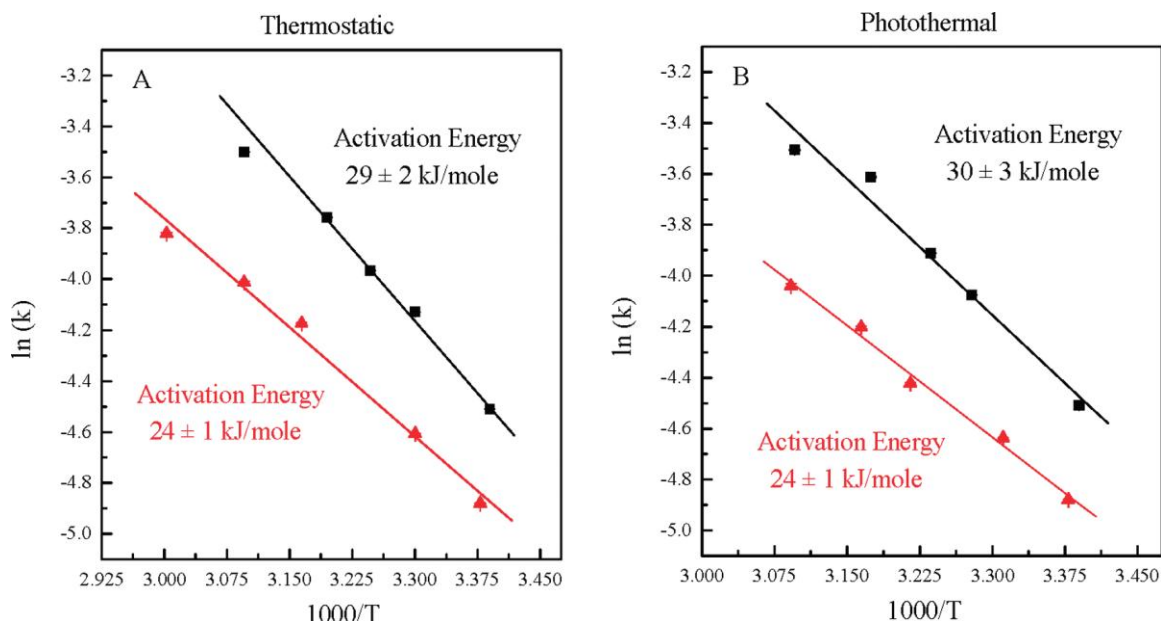 Thermostatic
A
-3.2
-3.4
-3.6
-3.8
-4.0
-4.2
-4.4
-4.6
-4.8
-5.0
ln (k)
Activation Energy
29 ± 2 kJ/mole
Activation Energy
24 ± 1 kJ/mole
2.925 3.000 3.075 3.150 3.225 3.300 3.375 3.450
1000/T
Photothermal
B
-3.2
-3.4
-3.6
-3.8
-4.0
-4.2
-4.4
-4.6
-4.8
-5.0
ln (k)
Activation Energy
30 ± 3 kJ/mole
Activation Energy
24 ± 1 kJ/mole
3.000 3.075 3.150 3.225 3.300 3.375 3.450
1000/T